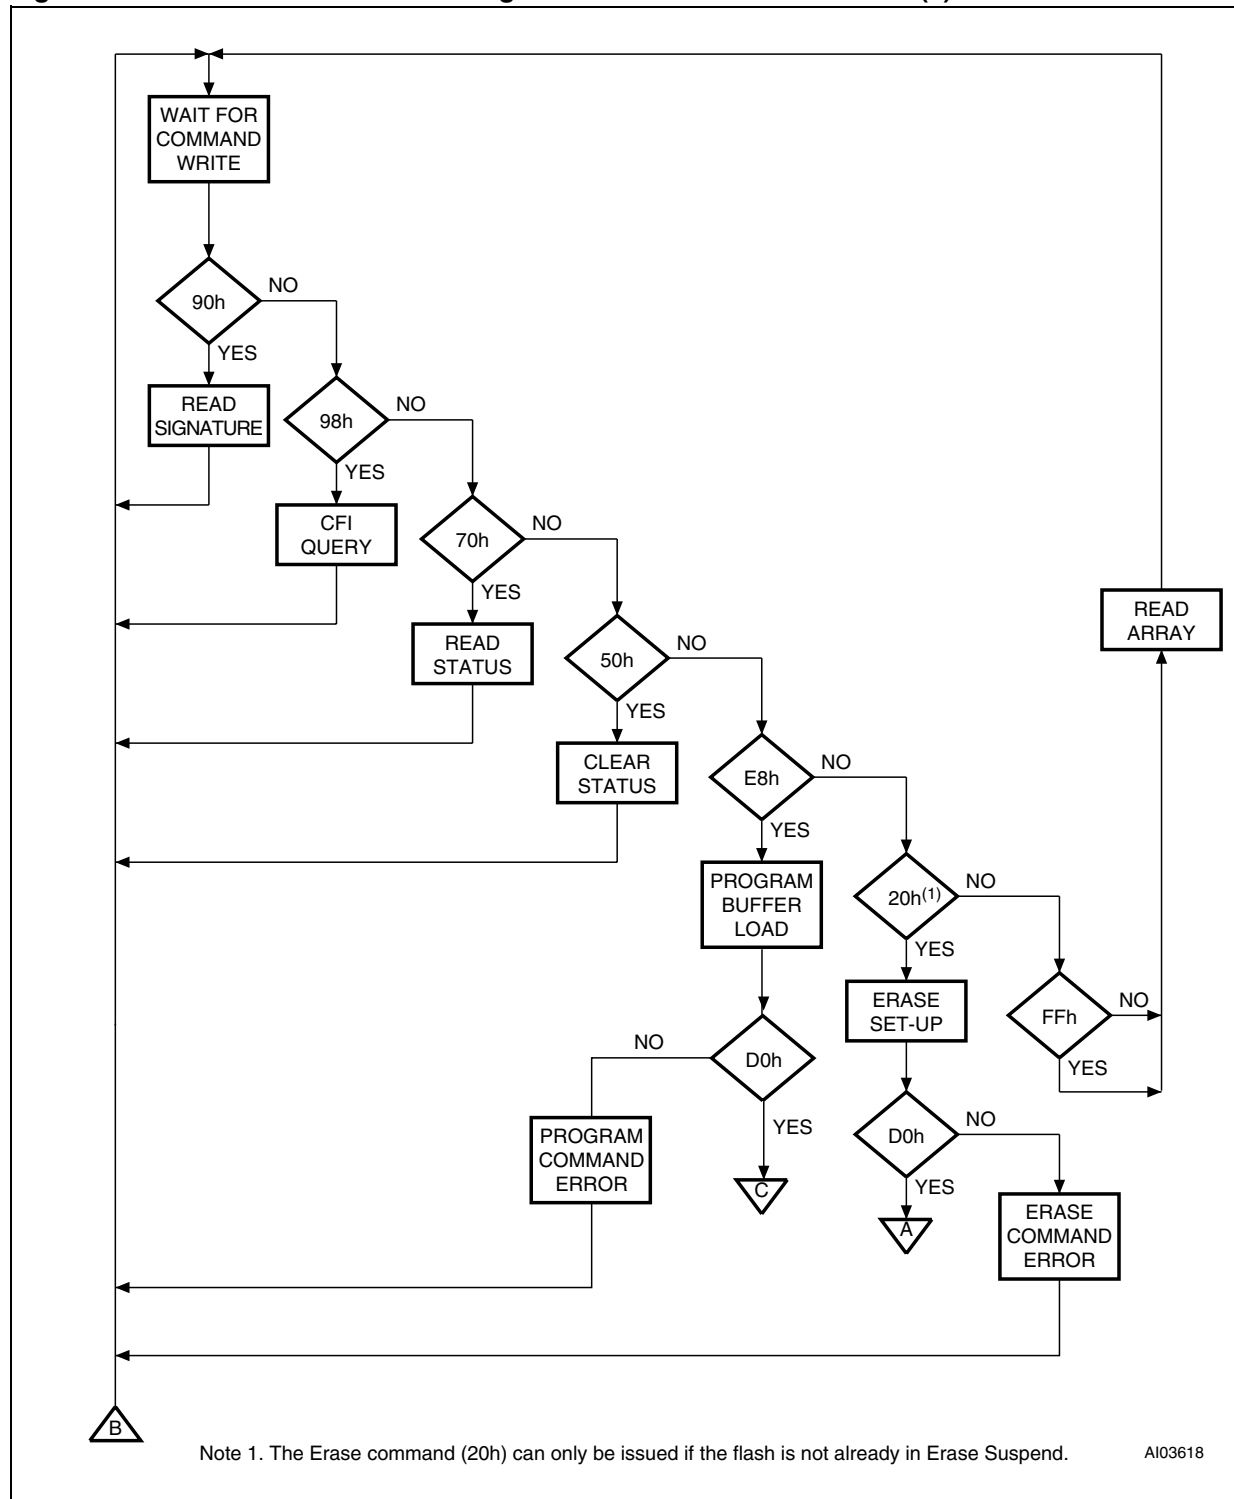 WAIT FOR
COMMAND
WRITE
90h
NO
YES
READ
SIGNATURE
98h
NO
YES
CFI
QUERY
70h
NO
YES
READ
STATUS
50h
NO
YES
CLEAR
STATUS
READ
ARRAY
E8h
NO
YES
PROGRAM
BUFFER
LOAD
20h(1)
NO
YES
ERASE
SET-UP
FFh
NO
YES
D0h
NO
YES
PROGRAM
COMMAND
ERROR
C
D0h
NO
YES
A
ERASE
COMMAND
ERROR
B
Note 1. The Erase command (20h) can only be issued if the flash is not already in Erase Suspend.
AI03618